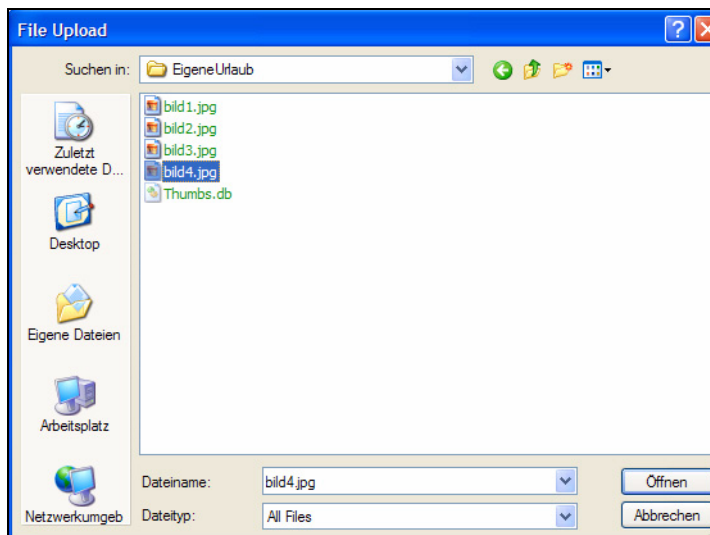 File Upload
?
X
Suchen in:
EigeneUrlaub
Zuletzt
verwendete D...
Desktop
Eigene Dateien
Arbeitsplatz
Netzwerkumgeb
bild1.jpg
bild2.jpg
bild3.jpg
bild4.jpg
Thumbs.db
Dateiname:
bild4.jpg
Öffnen
Dateityp:
All Files
Abbrechen